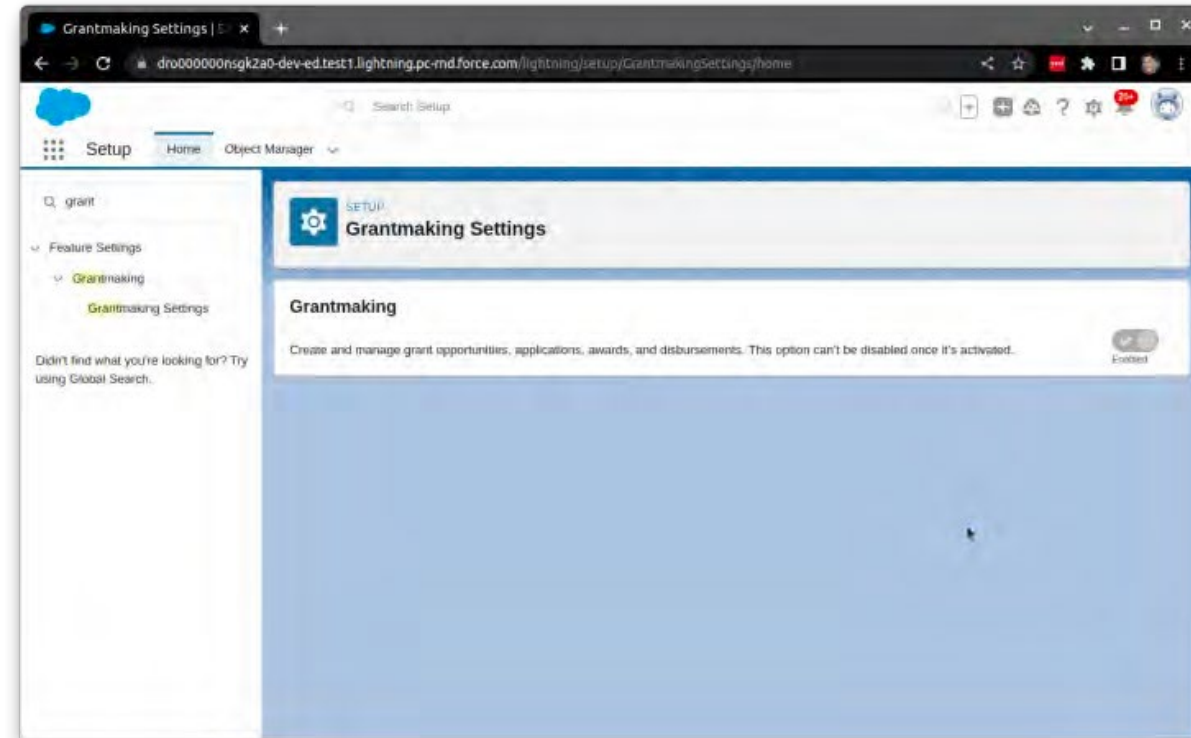 Grantmaking Settings |
dro000000nsgk2a0-dev-ed.test1.lightning.pc-rnd.force.com/lightning/setup/GrantmakingSettings/home
Search Setup
20+
Setup
Home
Object Manager
grant
Feature Settings
Grantmaking
Grantmaking Settings
Didn't find what you're looking for? Try
using Global Search.
SETUP
Grantmaking Settings
Grantmaking
Create and manage grant opportunities, applications, awards, and disbursements. This option can't be disabled once it's activated.
Enabled